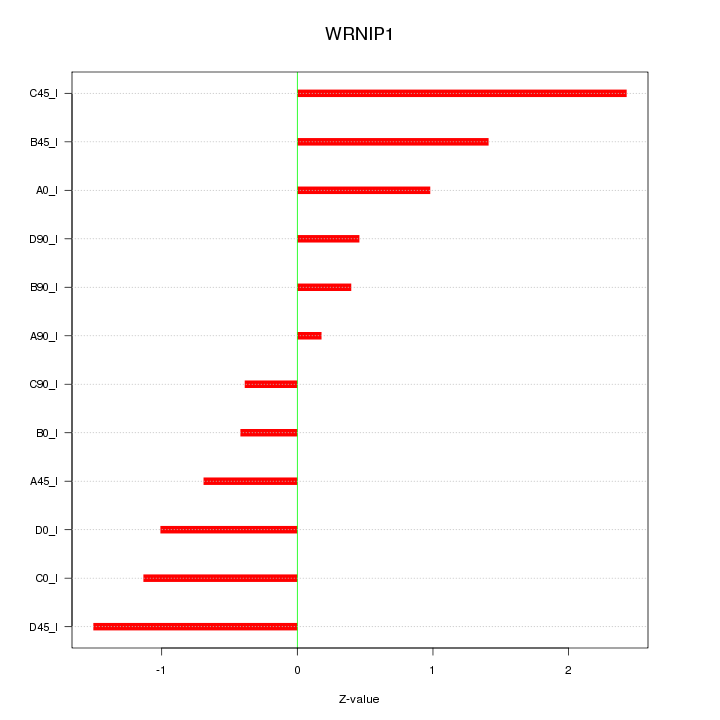 WRNIP1
C45_I
B45_I
A0_I
D90_I
B90_I
A90_I
C90_I
B0_I
A45_I
D0_I
C0_I
D45_I
-1 0 1 2
Z-value